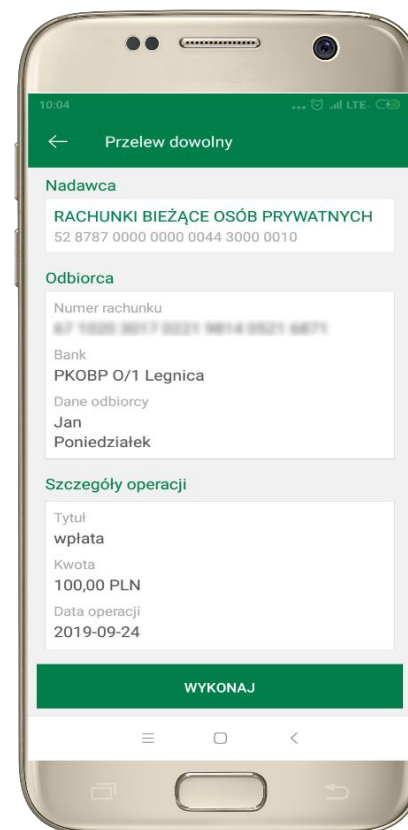 10:04
LTE
Przelew dowolny
Nadawca
RACHUNKI BIEŻĄCE OSÓB PRYWATNYCH
52 8787 0000 0000 0044 3000 0010
Odbiorca
Numer rachunku
Bank
PKOBP O/1 Legnica
Dane odbiorcy
Jan
Poniedziałek
Szczegóły operacji
Tytuł
wpłata
Kwota
100,00 PLN
Data operacji
2019-09-24
WYKONAJ